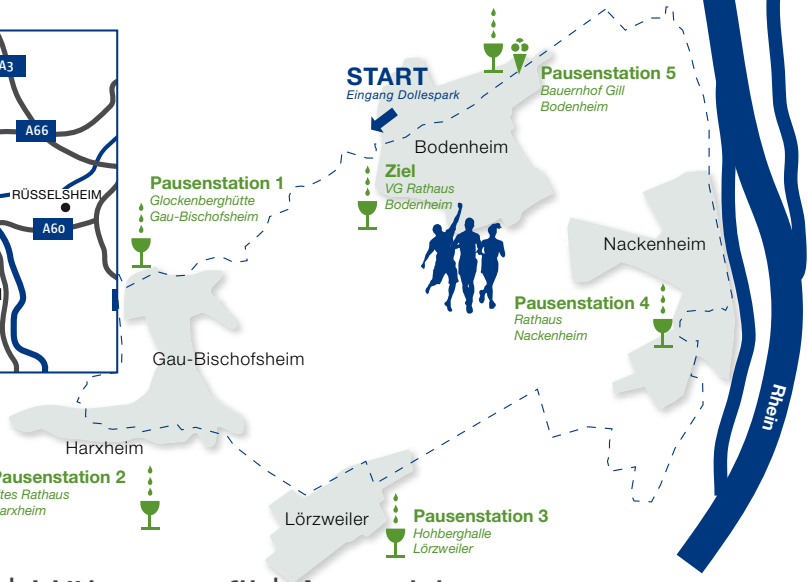 START
Eingang Dollespark
Pausenstation 5
Bauernhof Gill
Bodenheim
A3
A66
Bodenheim
Ziel
VG Rathaus
Bodenheim
Pausenstation 1
Glockenberghütte
Gau-Bischofsheim
RÜSSELSHEIM
A60
Nackenheim
Pausenstation 4
Rathaus
Nackenheim
Gau-Bischofsheim
Rhein
Harxheim
Pausenstation 2
Rathaus
Lörzweiler
Pausenstation 3
Hohberghalle
Lörzweiler